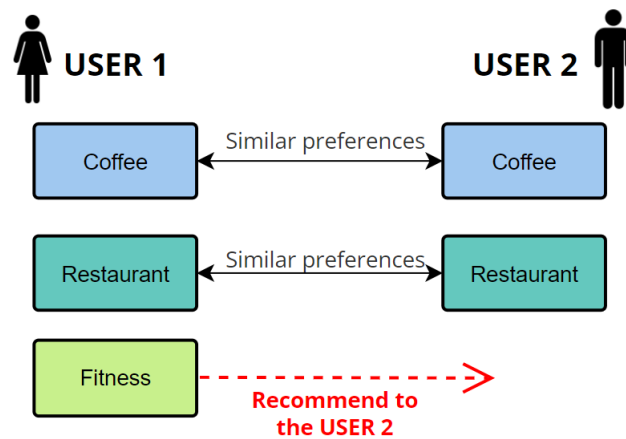 USER 1
USER 2
Coffee
Similar preferences
Coffee
Restaurant
Similar preferences
Restaurant
Fitness
Recommend to
the USER 2